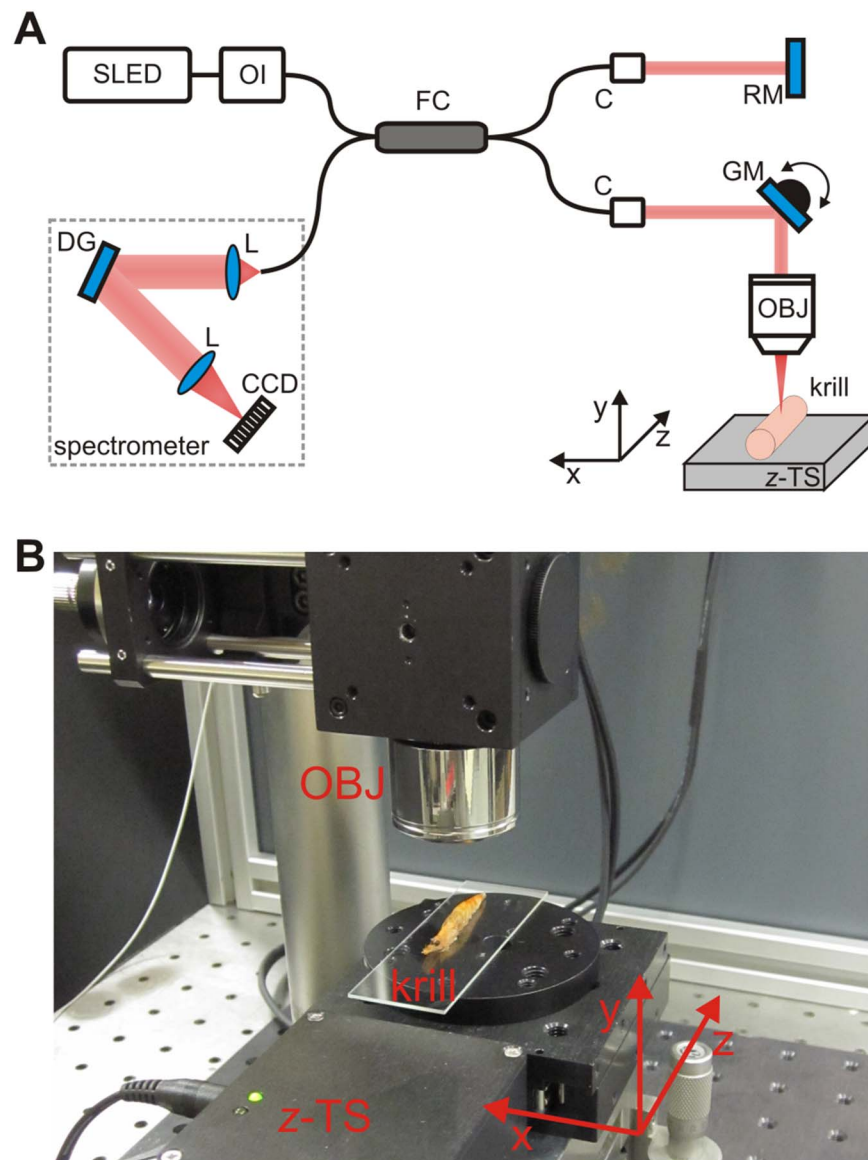 A
SLED
OI
FC
C
RM
C
GM
DG
L
L
CCD
spectrometer
OBJ
krill
y
z
x
z-TS
B
OBJ
krill
y
z
x
z-TS